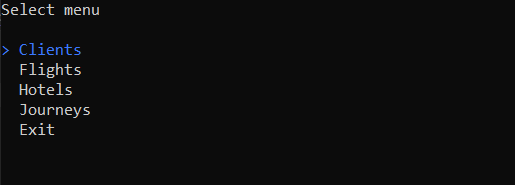 Select menu
> Clients
Flights
Hotels
Journeys
Exit